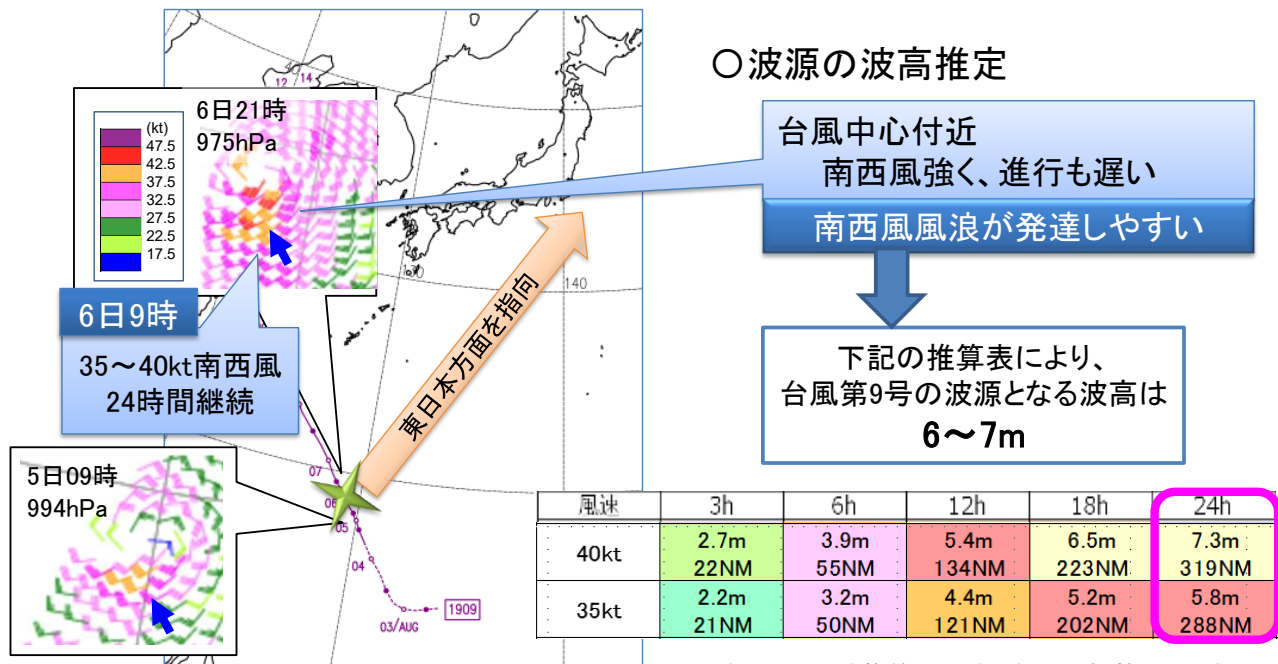 〇波源の波高推定
台風中心付近
南西風強く、進行も遅い
南西風風浪が発達しやすい
下記の推算表により、
台風第9号の波源となる波高は
6～7m
6日21時
975hPa
(kt)
47.5
42.5
37.5
32.5
27.5
22.5
17.5
6日9時
35～40kt南西風
24時間継続
5日09時
994hPa
東日本方面を指向
12 14
40
140
07
06
05
04
03/AUG
1909
風速 3h 6h 12h 18h 24h
40kt 2.7m 3.9m 5.4m 6.5m 7.3m
22NM 55NM 134NM 223NM 319NM
35kt 2.2m 3.2m 4.4m 5.2m 5.8m
21NM 50NM 121NM 202NM 288NM